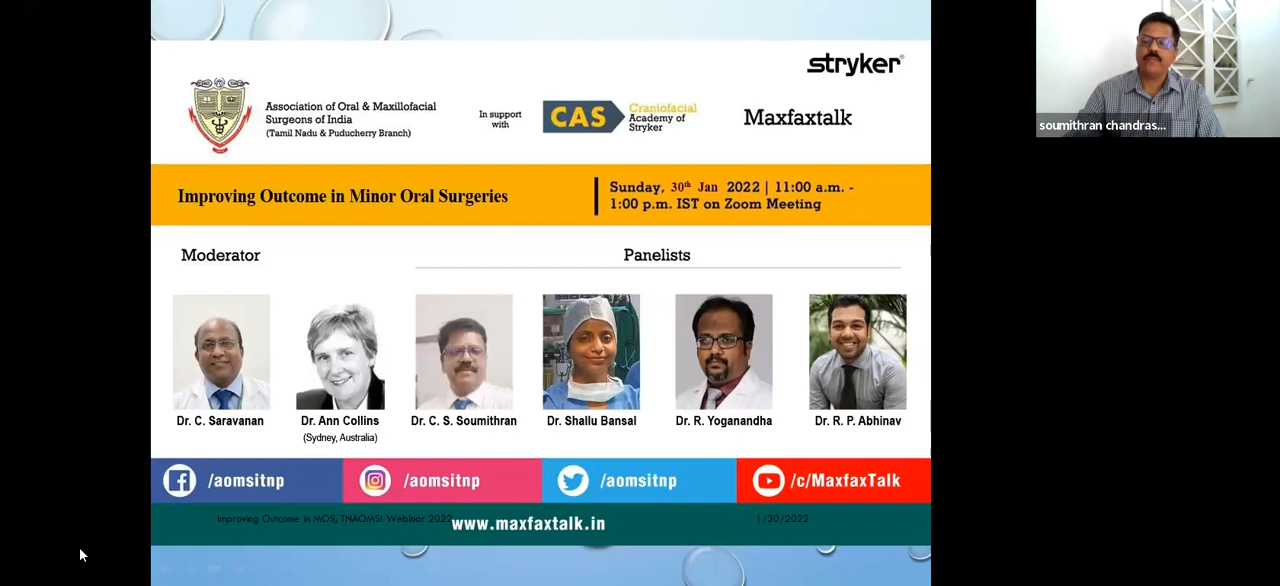 stryker®
Association of Oral & Maxillofacial
Surgeons of India
(Tamil Nadu & Puducherry Branch)
In support
with
CAS
Craniofacial
Academy of
Stryker
Maxfaxtalk
soumithran chandras...
Improving Outcome in Minor Oral Surgeries
Sunday, 30th Jan 2022 | 11:00 a.m. -
1:00 p.m. IST on Zoom Meeting
Moderator
Panelists
Dr. C. Saravanan
Dr. Ann Collins
(Sydney, Australia)
Dr. C. S. Soumithran
Dr. Shallu Bansal
Dr. R. Yoganandha
Dr. R. P. Abhinav
/aomsitnp
/aomsitnp
/aomsitnp
/c/MaxfaxTalk
Improving Outcome in MOS, TNAOMSI Webinar 2022
www.maxfaxtalk.in
1/30/2022